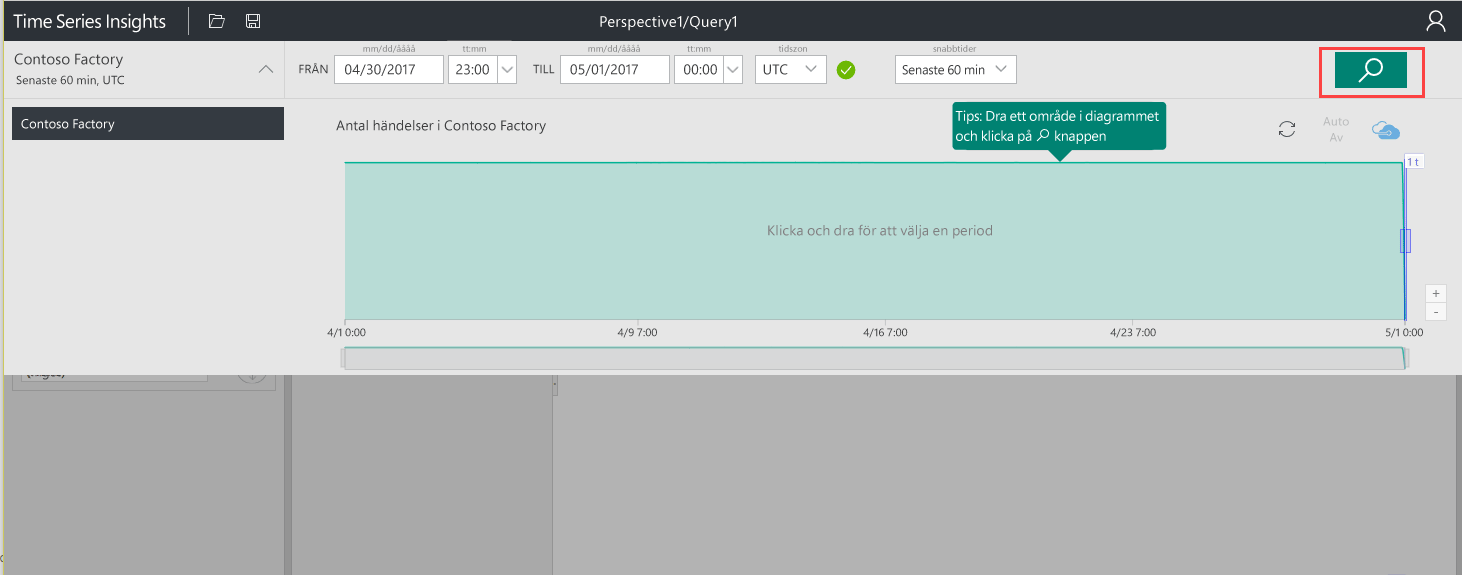 Time Series Insights
Perspective1/Query1
Contoso Factory
Senaste 60 min, UTC
mm/dd/åååå
tt:mm
mm/dd/åååå
tt:mm
tidszon
snabbtider
FRÅN 04/30/2017 23:00 TILL 05/01/2017 00:00 UTC Senaste 60 min
Contoso Factory
Antal händelser i Contoso Factory
Tips: Dra ett område i diagrammet
och klicka på knappen
Auto
Av
1 t
Klicka och dra för att välja en period
+
-
4/1 0:00 4/9 7:00 4/16 7:00 4/23 7:00 5/1 0:00